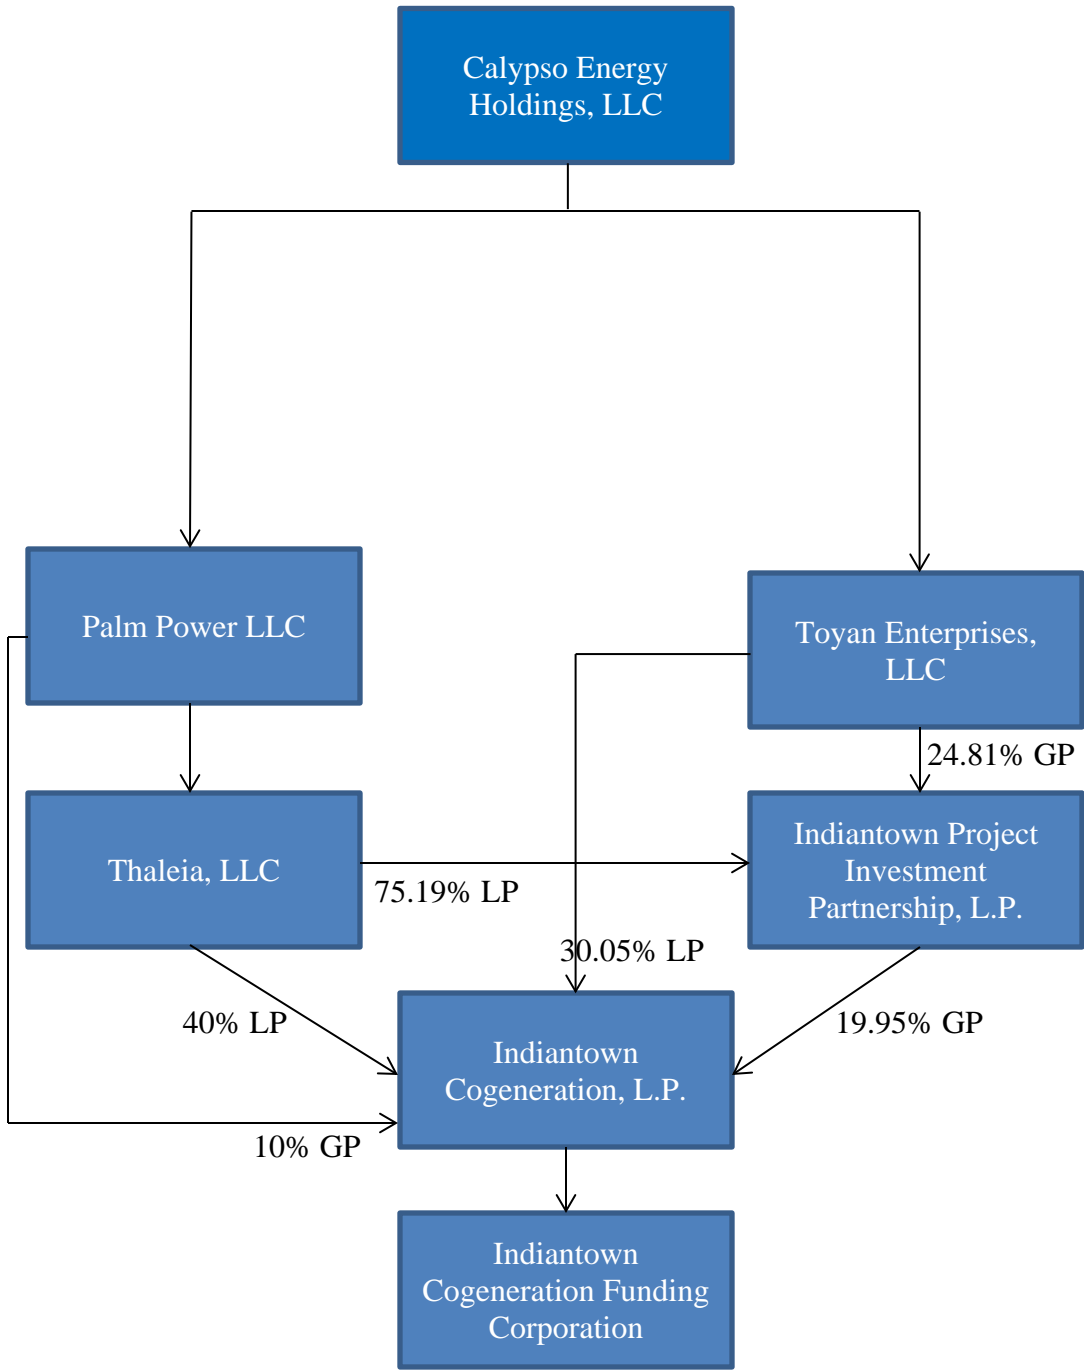 Calypso Energy
Holdings, LLC
Palm Power LLC
Toyan Enterprises,
LLC
24.81% GP
Thaleia, LLC
Indiantown Project
Investment
Partnership, L.P.
75.19% LP
30.05% LP
40% LP
19.95% GP
Indiantown
Cogeneration, L.P.
10% GP
Indiantown
Cogeneration Funding
Corporation